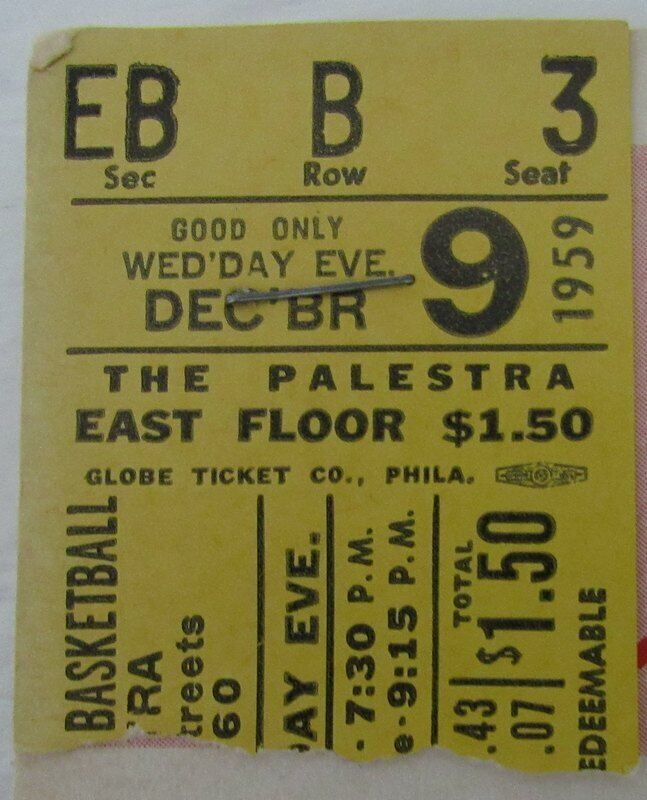 EB B 3
Sec Row Seat
GOOD ONLY
WED'DAY EVE.
DEC'BR 9 1959
THE PALESTRA
EAST FLOOR $1.50
GLOBE TICKET CO., PHILA.
BASKETBALL
RA
treets
60
DAY EVE.
7:30 P.M.
e - 9:15 P.M.
TOTAL
.43 $1.50
.07
EDEEMABLE